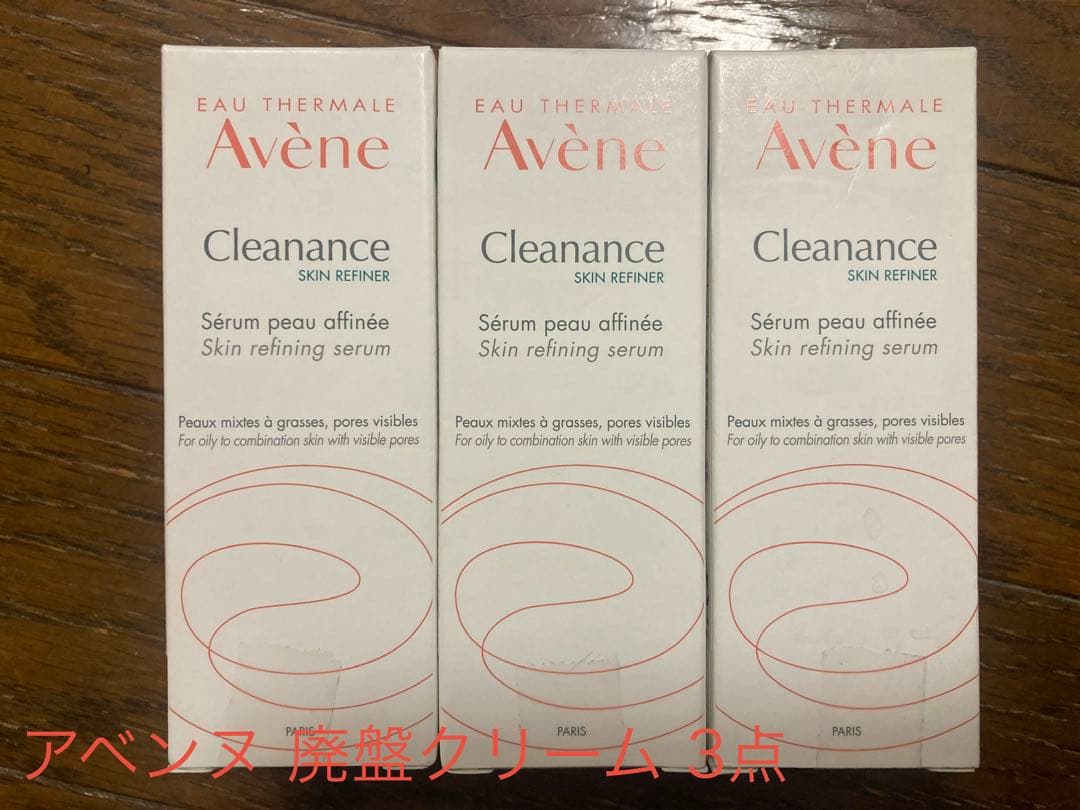 EAU THERMALE
Avène
Cleanance
SKIN REFINER
Sérum peau affinée
Skin refining serum
Peaux mixtes à grasses, pores visibles
For oily to combination skin with visible pores
PARIS
EAU THERMALE
Avène
Cleanance
SKIN REFINER
Sérum peau affinée
Skin refining serum
Peaux mixtes à grasses, pores visibles
For oily to combination skin with visible pores
PARIS
EAU THERMALE
Avène
Cleanance
SKIN REFINER
Sérum peau affinée
Skin refining serum
Peaux mixtes à grasses, pores visibles
For oily to combination skin with visible pores
PARIS
アベンヌ 廃盤クリーム 3点